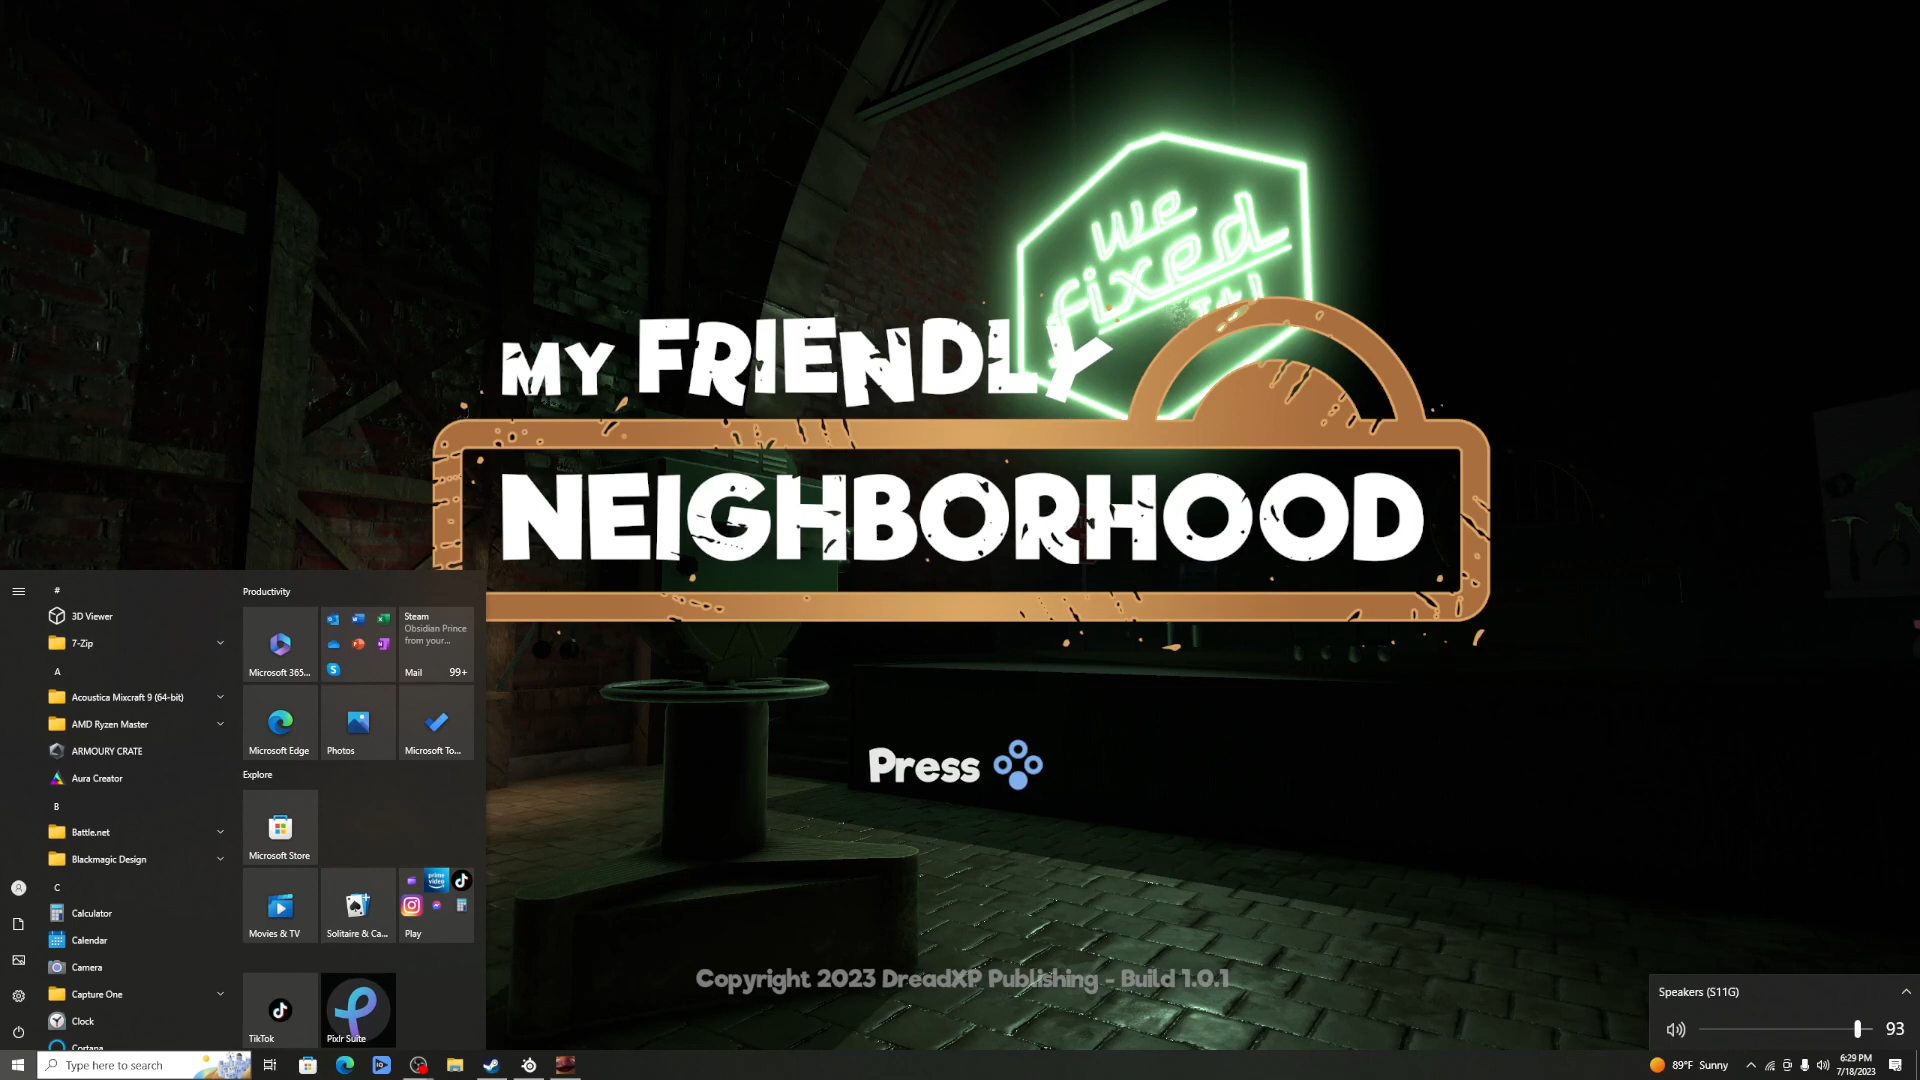 we
fixed
It!
MY FRIENDLY
NEIGHBORHOOD
Press
Copyright 2023 DreadXP Publishing - Build 1.0.1
#
3D Viewer
7-Zip
A
Acoustica Mixcraft 9 (64-bit)
AMD Ryzen Master
ARMOURY CRATE
Aura Creator
B
Battle.net
Blackmagic Design
C
Calculator
Calendar
Camera
Capture One
Clock
Cortana
Productivity
Microsoft 365...
Steam
Obsidian Prince
from your...
Mail 99+
Microsoft Edge
Photos
Microsoft To...
Explore
Microsoft Store
Movies & TV
Solitaire & Ca...
prime
video
Play
TikTok
Pixlr Suite
Speakers (S11G)
93
Type here to search
89°F Sunny
6:29 PM
7/18/2023